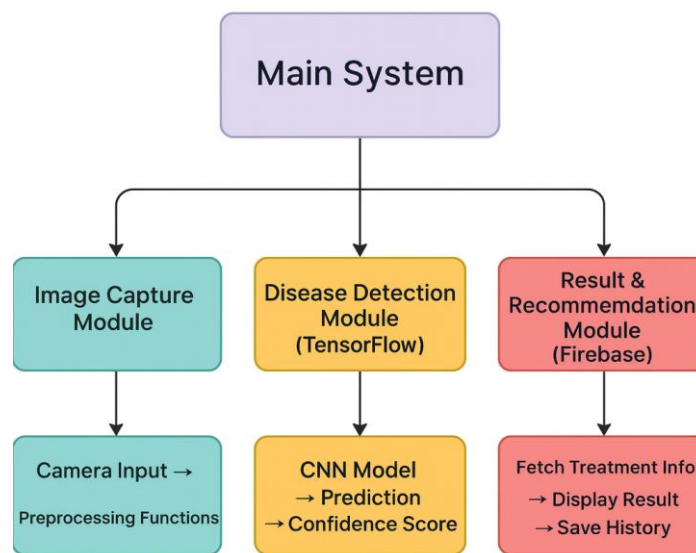 Main System
Image Capture
Module
Disease Detection
Module
(TensorFlow)
Result &
Recommemdation
Module
(Firebase)
Camera Input →
Preprocessing Functions
CNN Model
→ Prediction
→ Confidence Score
Fetch Treatment Info
→ Display Result
→ Save History